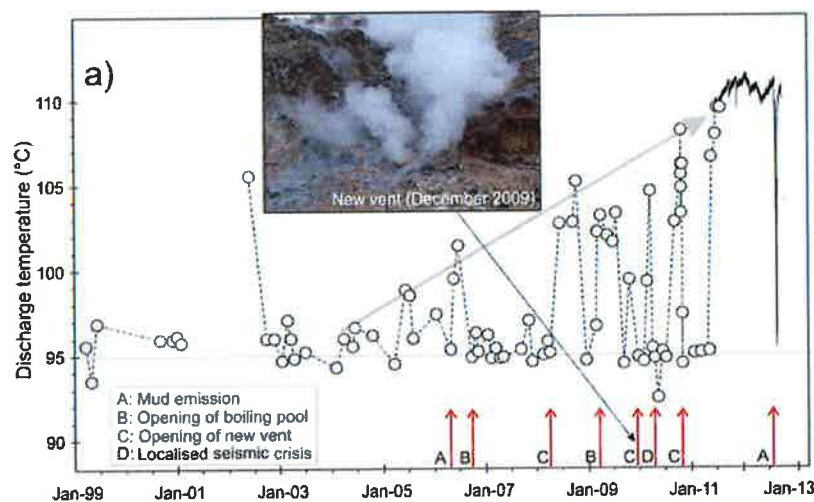 a)
Discharge temperature (°C)
110
105
100
95
90
New vent (December 2009)
A: Mud emission
B: Opening of boiling pool
C: Opening of new vent
D: Localised seismic crisis
A B C B C D C A
Jan-99 Jan-01 Jan-03 Jan-05 Jan-07 Jan-09 Jan-11 Jan-13